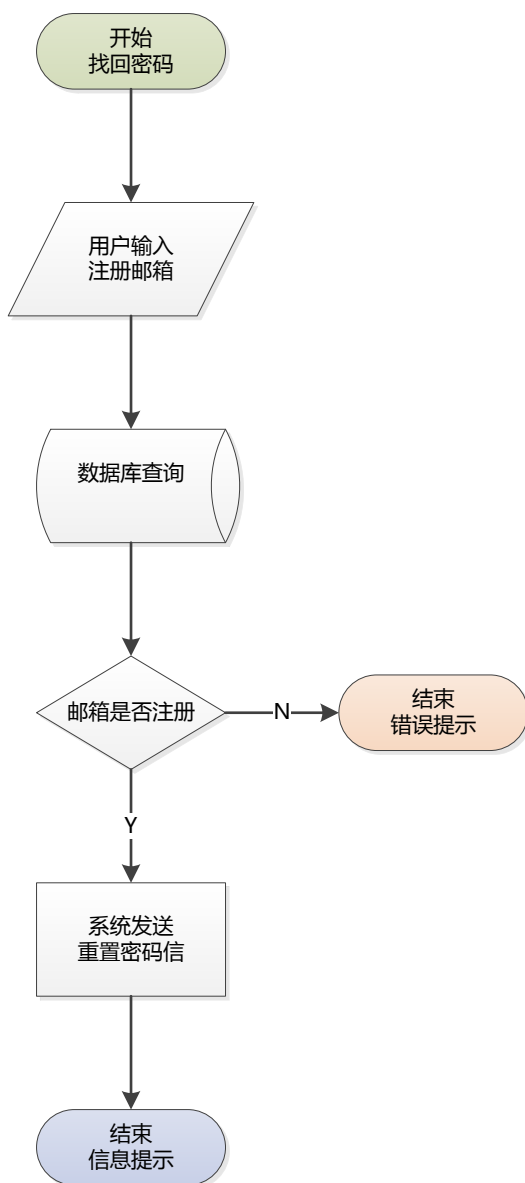 开始
找回密码
用户输入
注册邮箱
数据库查询
邮箱是否注册
N
结束
错误提示
Y
系统发送
重置密码信
结束
信息提示